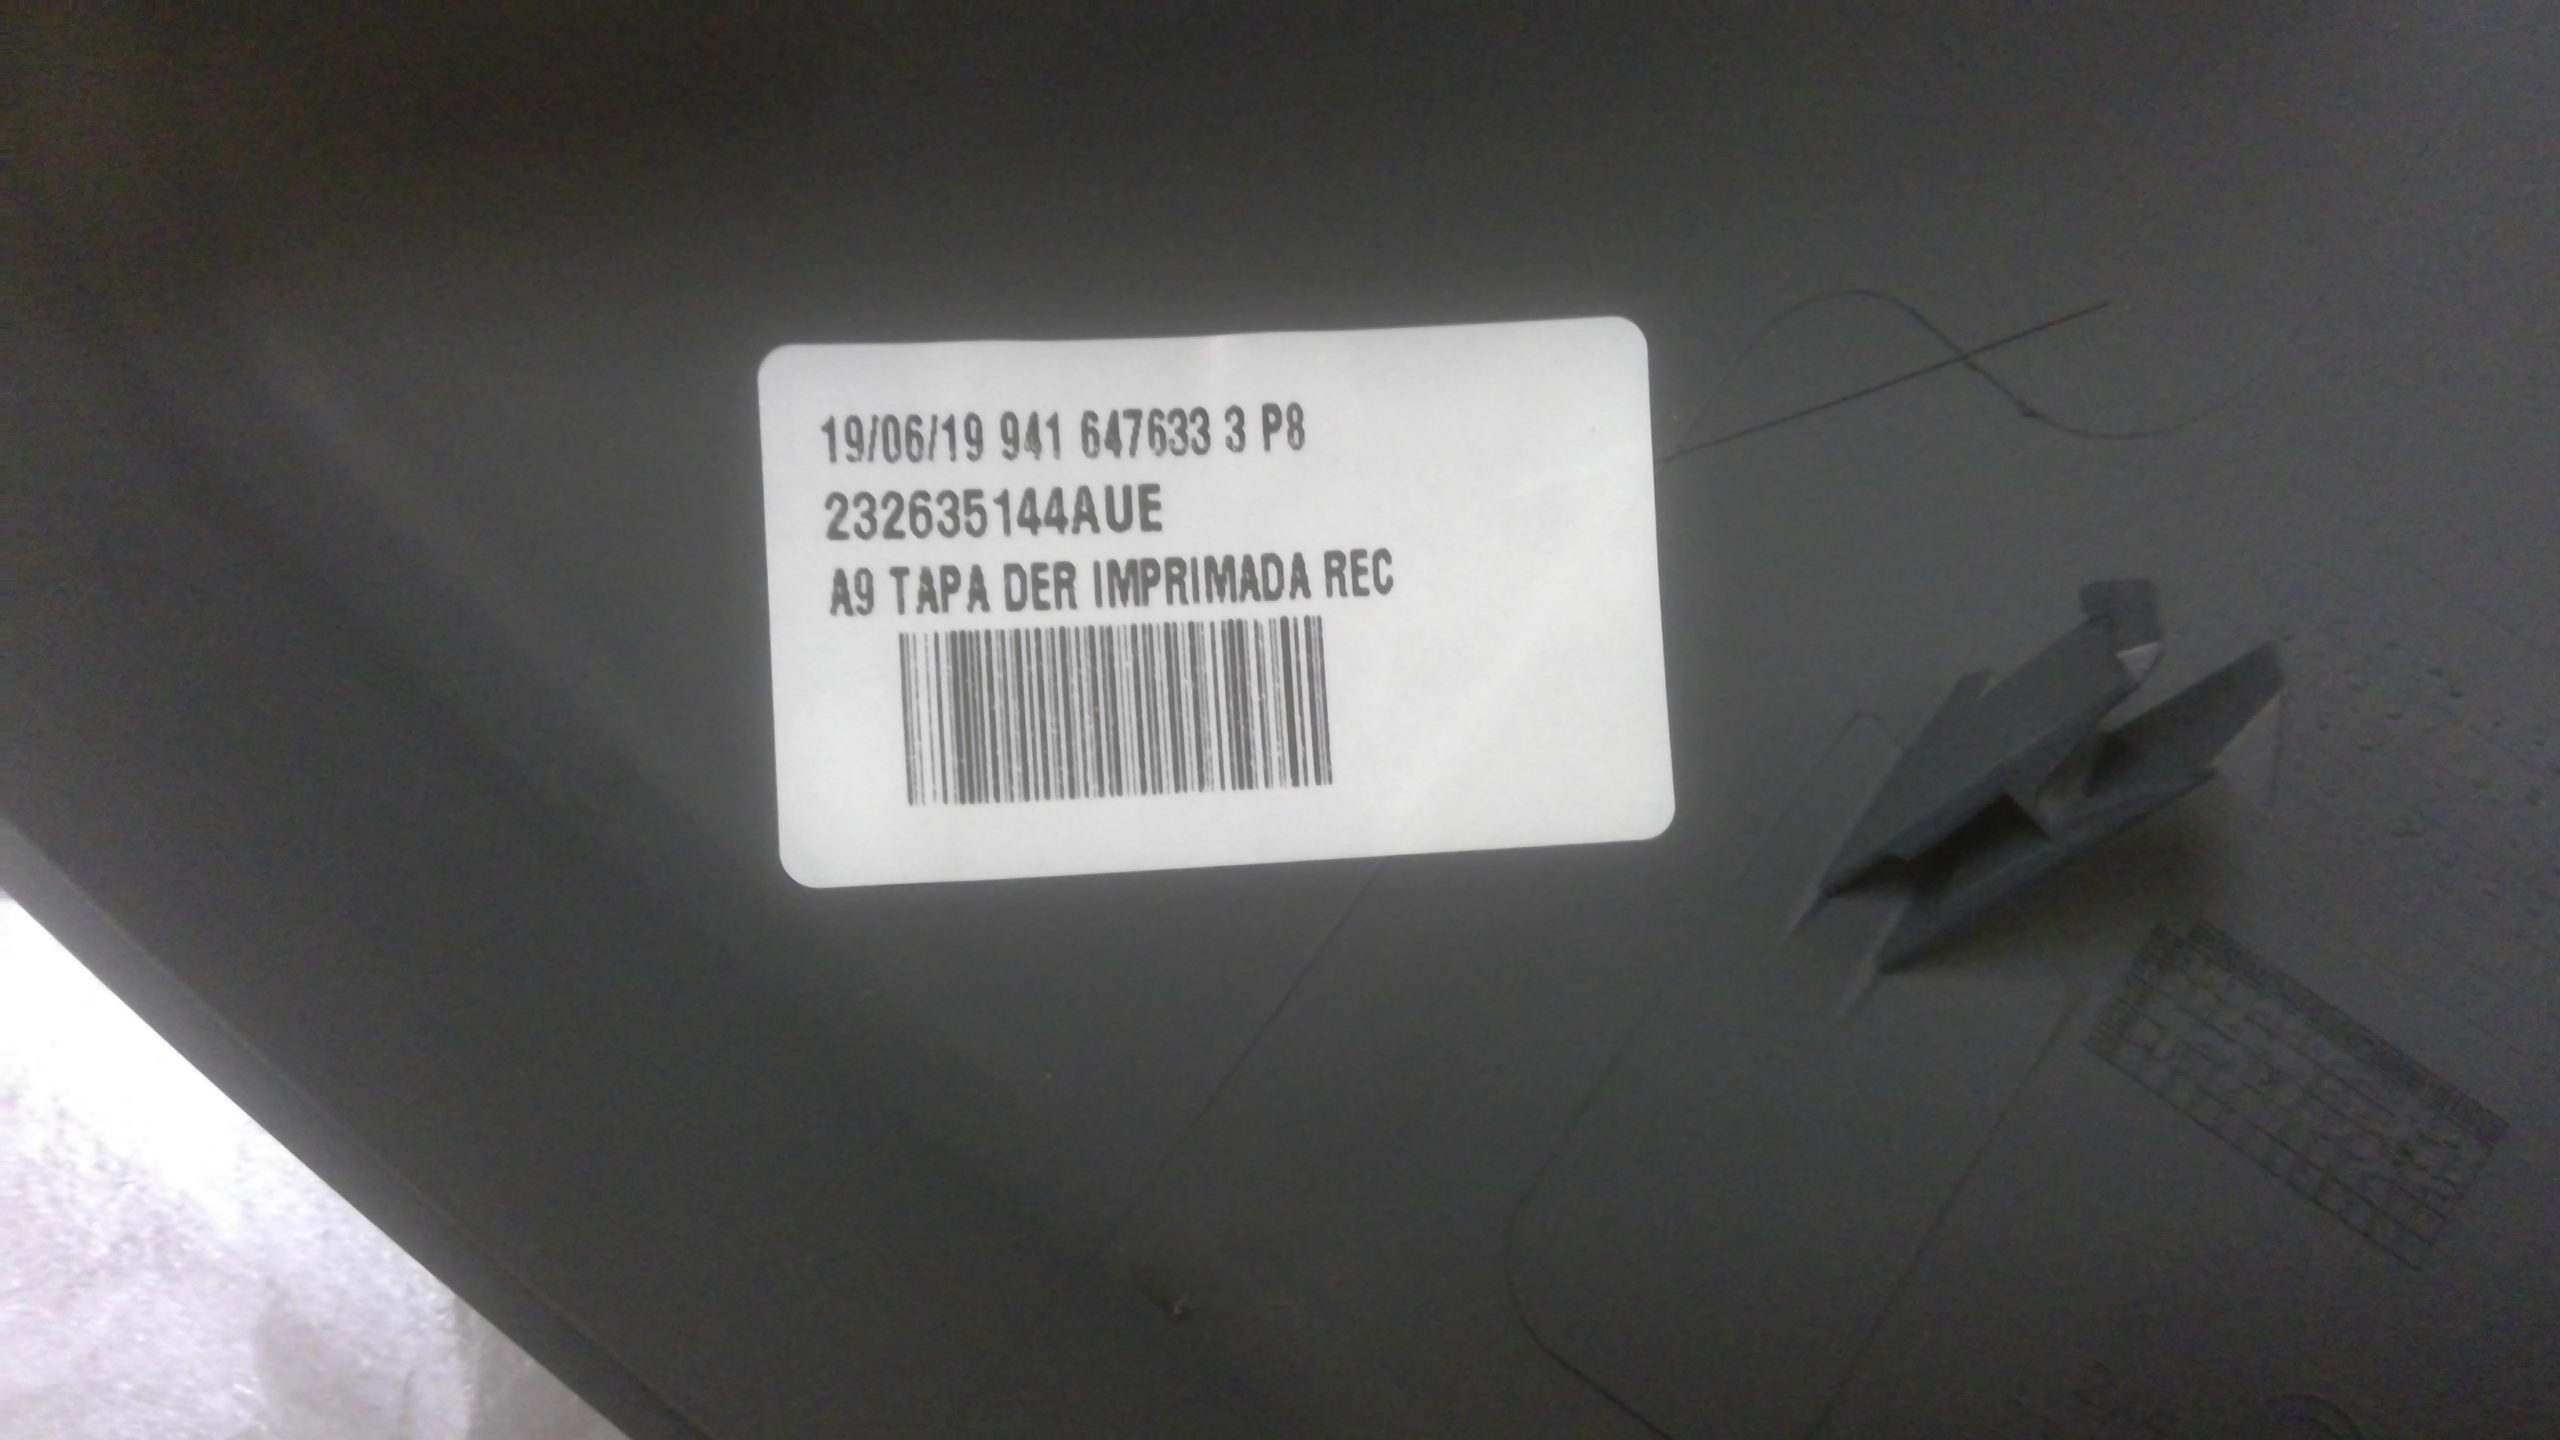 19/06/19 941 647633 3 P8
232635144AUE
A9 TAPA DER IMPRIMADA REC